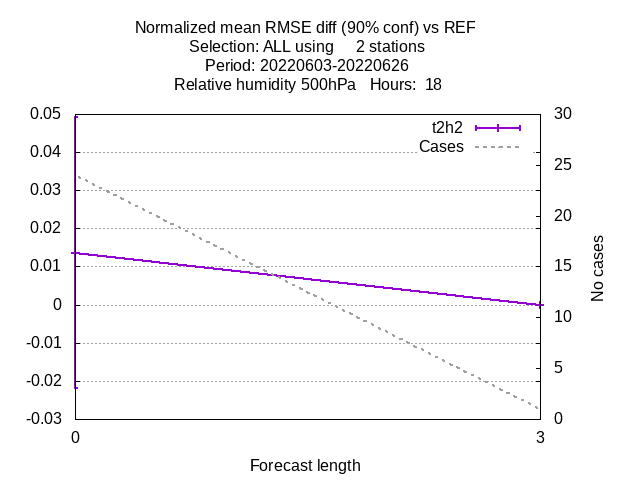 Normalized mean RMSE diff (90% conf) vs REF
Selection: ALL using     2 stations
Period: 20220603-20220626
Relative humidity 500hPa   Hours:  18
0.05
0.04
0.03
0.02
0.01
0
-0.01
-0.02
-0.03
t2h2
Cases
30
25
20
15
10
5
0
No cases
0
3
Forecast length